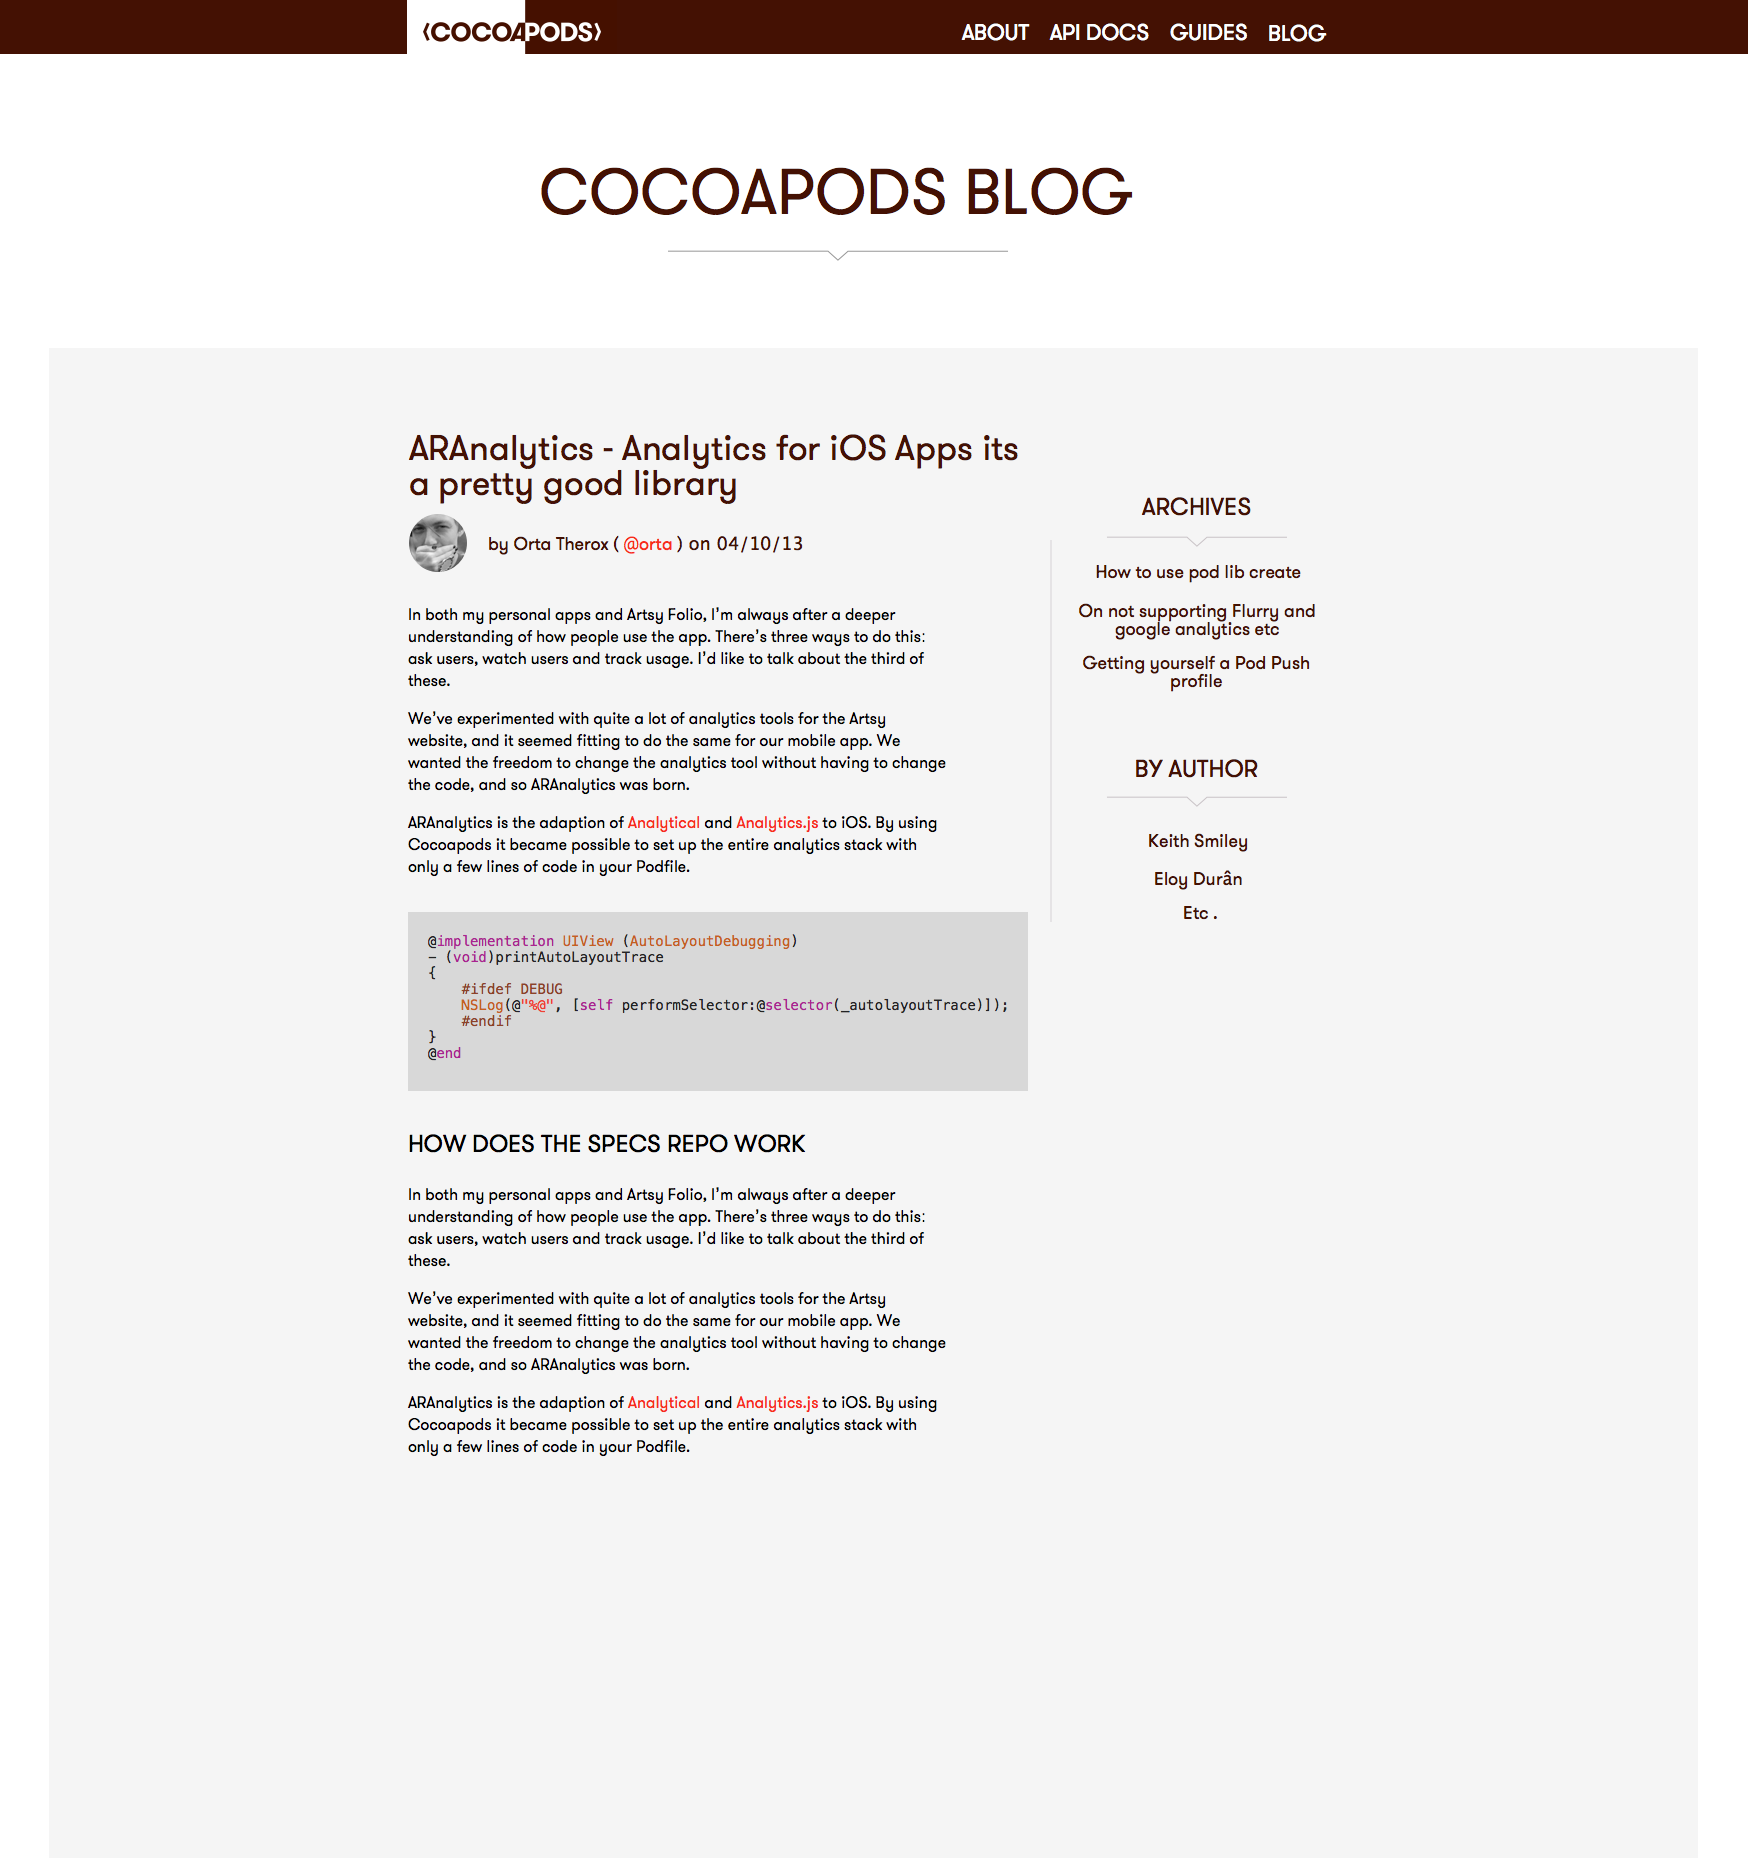 ⟨COCOAPODS⟩
ABOUT API DOCS GUIDES BLOG
COCOAPODS BLOG
ARAnalytics - Analytics for iOS Apps its
a pretty good library
by Orta Therox ( @orta ) on 04/10/13
In both my personal apps and Artsy Folio, I’m always after a deeper
understanding of how people use the app. There’s three ways to do this:
ask users, watch users and track usage. I’d like to talk about the third of
these.
We’ve experimented with quite a lot of analytics tools for the Artsy
website, and it seemed fitting to do the same for our mobile app. We
wanted the freedom to change the analytics tool without having to change
the code, and so ARAnalytics was born.
ARAnalytics is the adaption of Analytical and Analytics.js to iOS. By using
Cocoapods it became possible to set up the entire analytics stack with
only a few lines of code in your Podfile.
@implementation UIView (AutoLayoutDebugging)
- (void)printAutoLayoutTrace
{
    #ifdef DEBUG
    NSLog(@"%@", [self performSelector:@selector(_autolayoutTrace)]);
    #endif
}
@end
HOW DOES THE SPECS REPO WORK
In both my personal apps and Artsy Folio, I’m always after a deeper
understanding of how people use the app. There’s three ways to do this:
ask users, watch users and track usage. I’d like to talk about the third of
these.
We’ve experimented with quite a lot of analytics tools for the Artsy
website, and it seemed fitting to do the same for our mobile app. We
wanted the freedom to change the analytics tool without having to change
the code, and so ARAnalytics was born.
ARAnalytics is the adaption of Analytical and Analytics.js to iOS. By using
Cocoapods it became possible to set up the entire analytics stack with
only a few lines of code in your Podfile.
ARCHIVES
How to use pod lib create
On not supporting Flurry and
google analytics etc
Getting yourself a Pod Push
profile
BY AUTHOR
Keith Smiley
Eloy Durân
Etc .